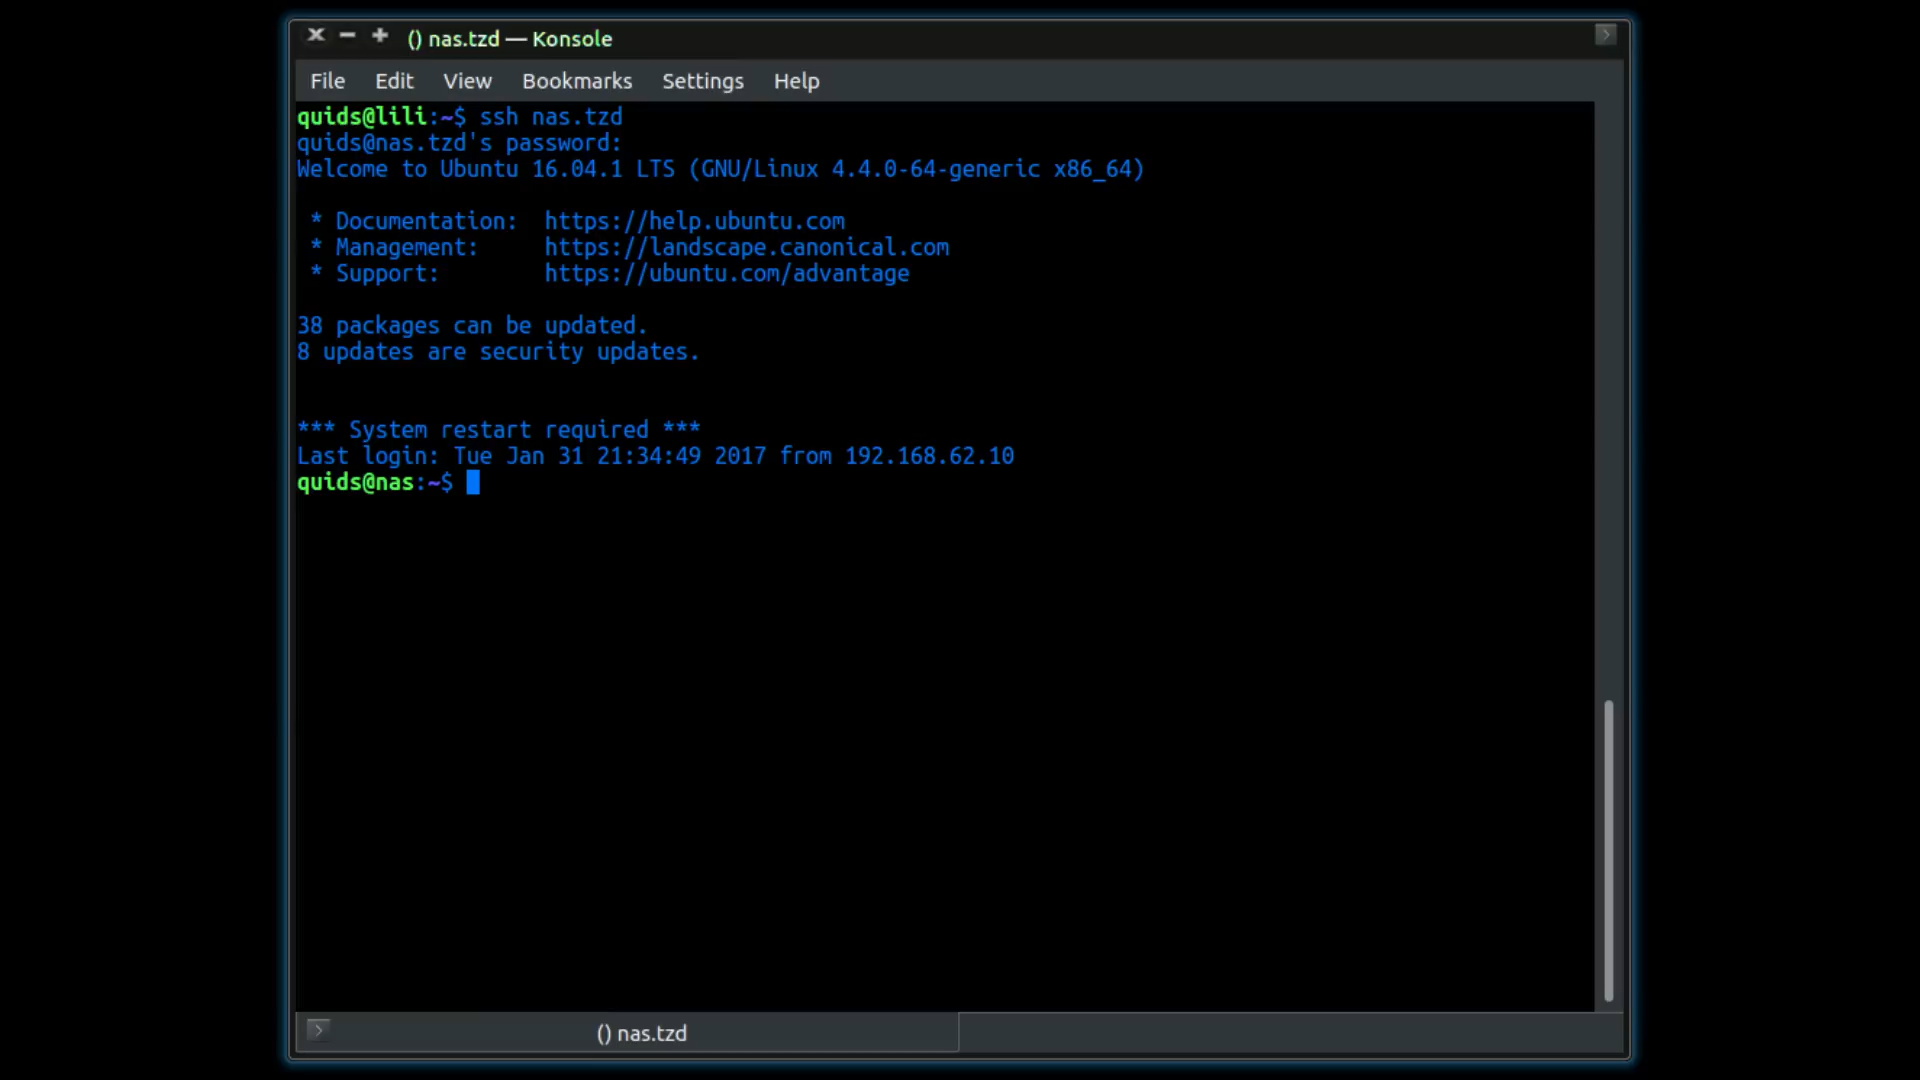 () nas.tzd — Konsole
File Edit View Bookmarks Settings Help
quids@lili:~$ ssh nas.tzd
quids@nas.tzd's password:
Welcome to Ubuntu 16.04.1 LTS (GNU/Linux 4.4.0-64-generic x86_64)
* Documentation: https://help.ubuntu.com
* Management: https://landscape.canonical.com
* Support: https://ubuntu.com/advantage
38 packages can be updated.
8 updates are security updates.
*** System restart required ***
Last login: Tue Jan 31 21:34:49 2017 from 192.168.62.10
quids@nas:~$
() nas.tzd